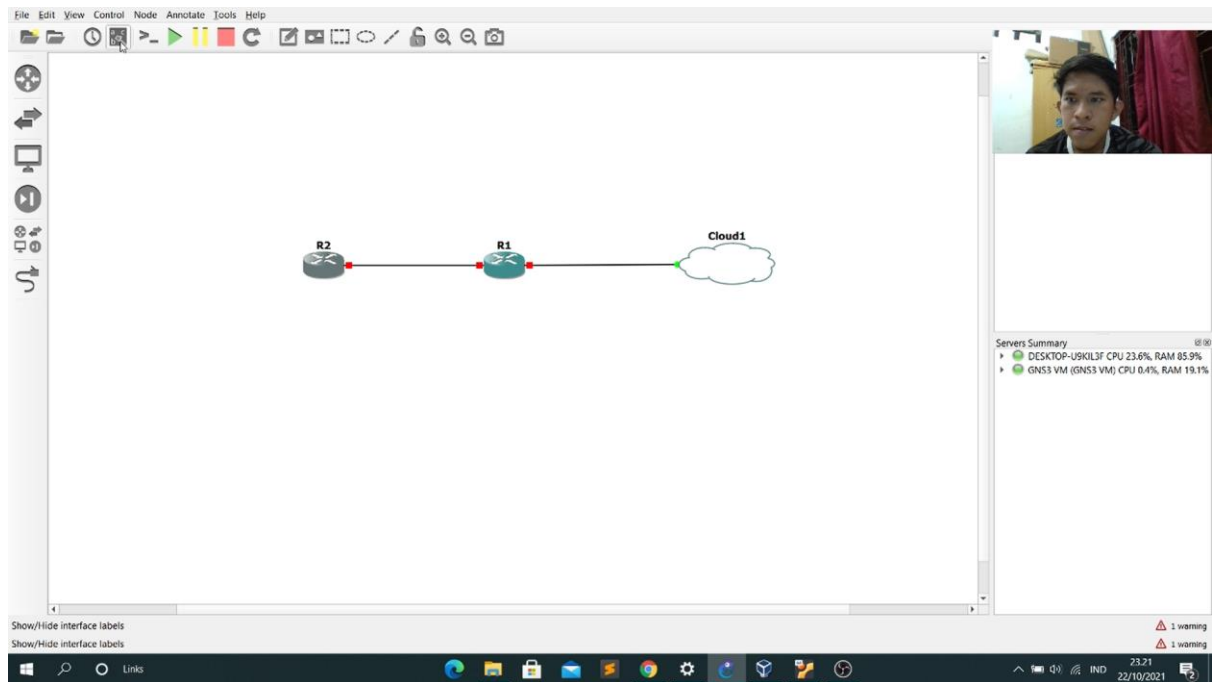 File Edit View Control Node Annotate Tools Help
R2
R1
Cloud1
Servers Summary
DESKTOP-U9KIL3F CPU 23.6%, RAM 85.9%
GNS3 VM (GNS3 VM) CPU 0.4%, RAM 19.1%
Show/Hide interface labels
1 warning
Show/Hide interface labels
1 warning
Links
IND
23.21
22/10/2021
2